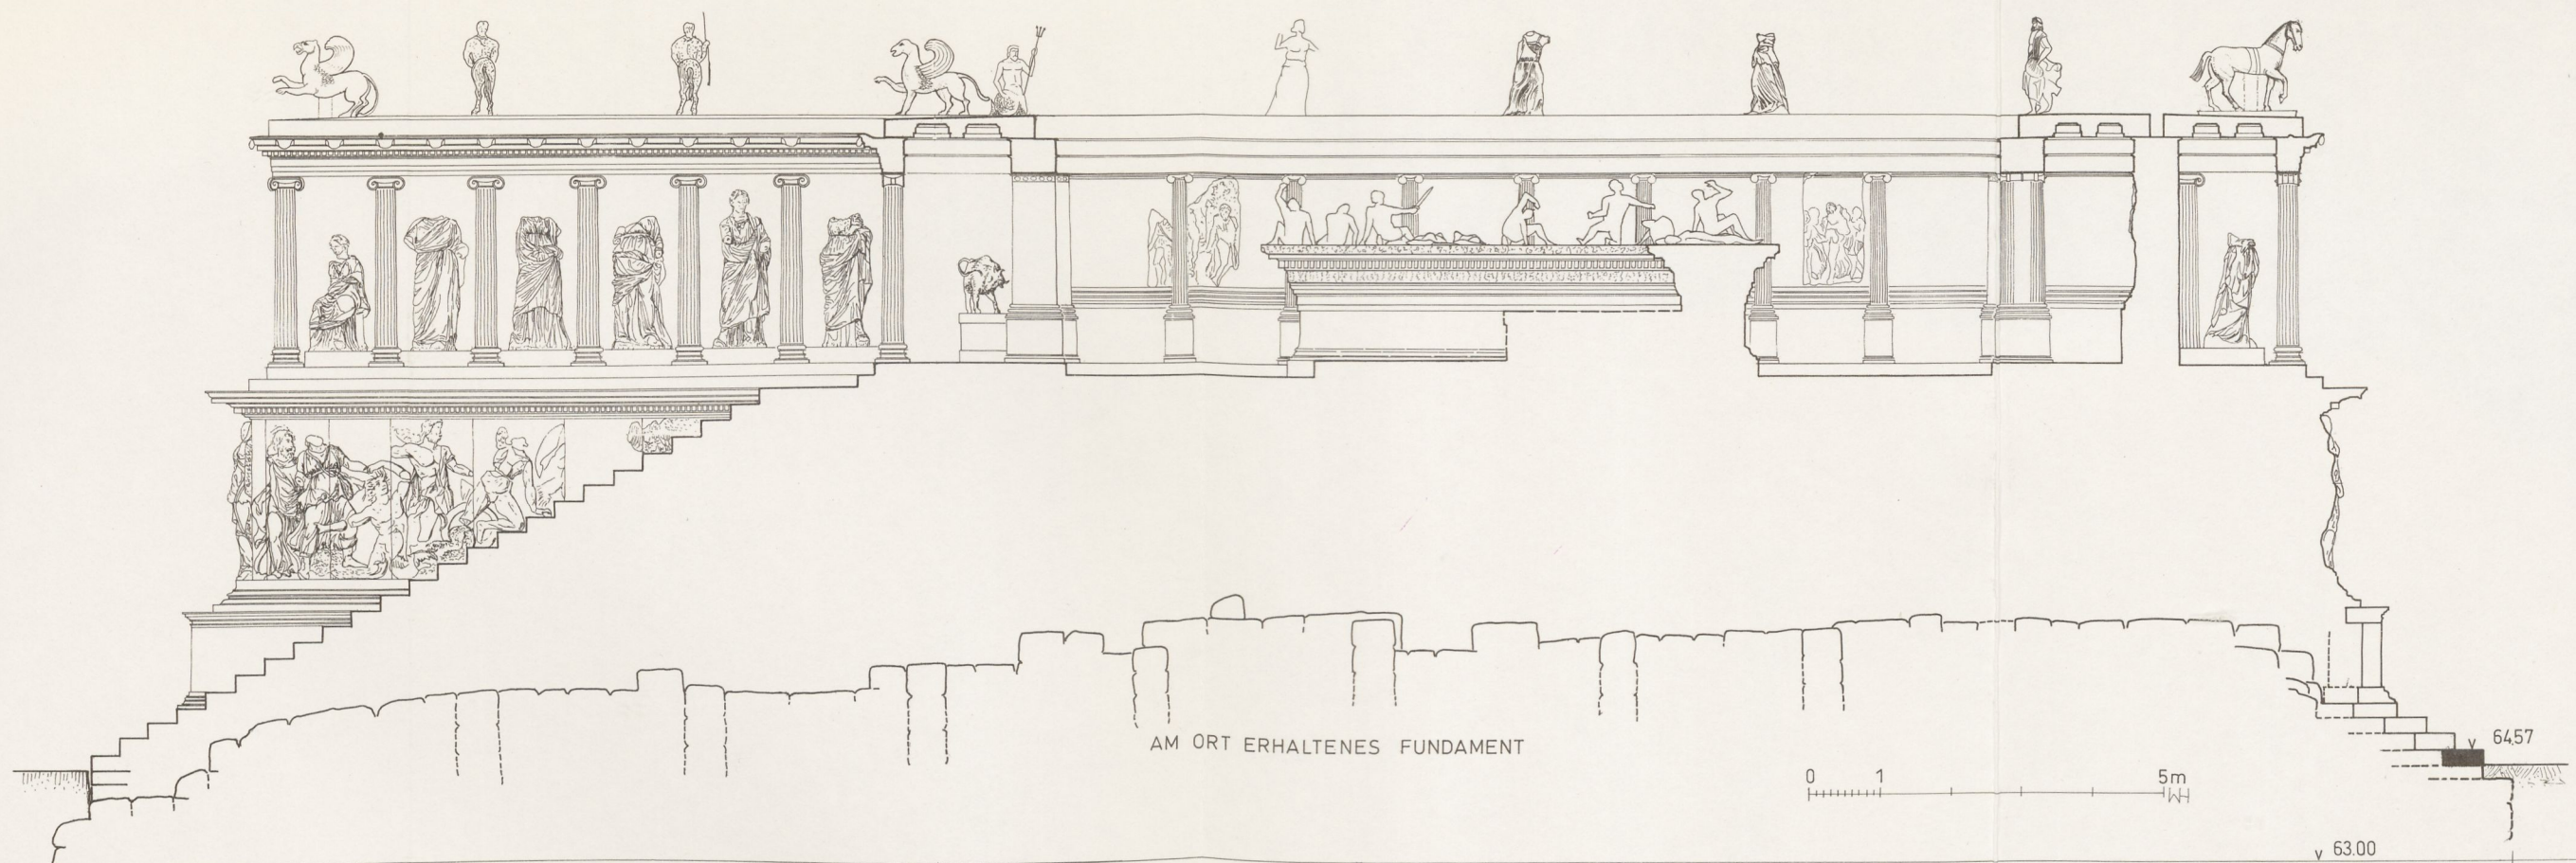 AM ORT ERHALTENES FUNDAMENT
64,57
0 1 5m
63.00